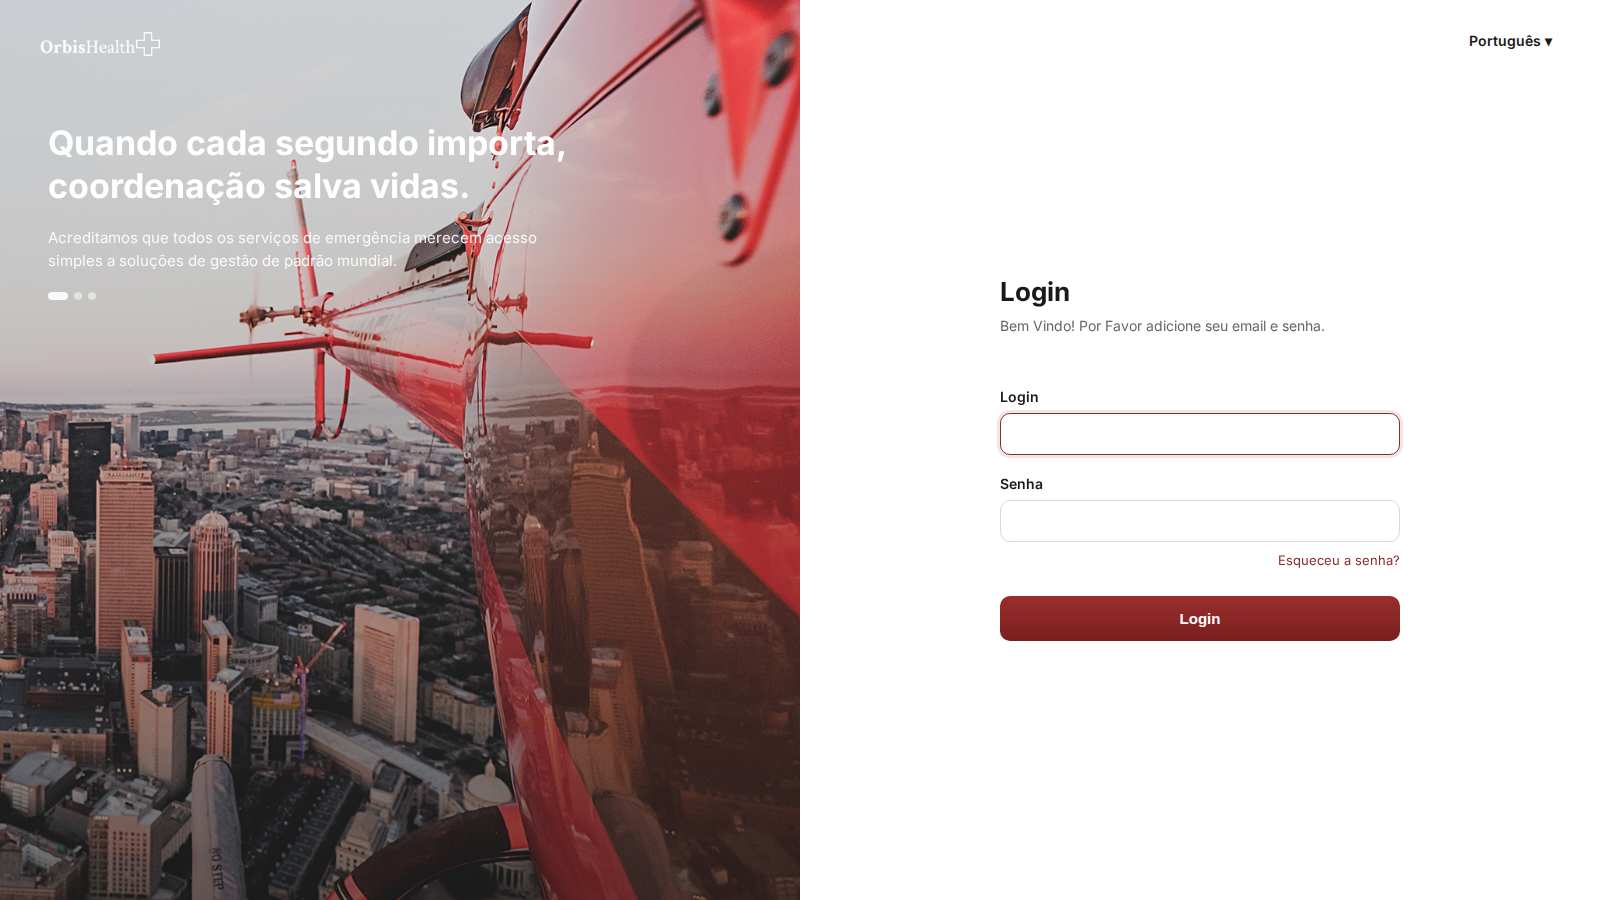 OrbisHealth
Português ▾
Quando cada segundo importa,
coordenação salva vidas.
Acreditamos que todos os serviços de emergência merecem acesso
simples a soluções de gestão de padrão mundial.
Login
Bem Vindo! Por Favor adicione seu email e senha.
Login
Senha
Esqueceu a senha?
Login
NO STEP